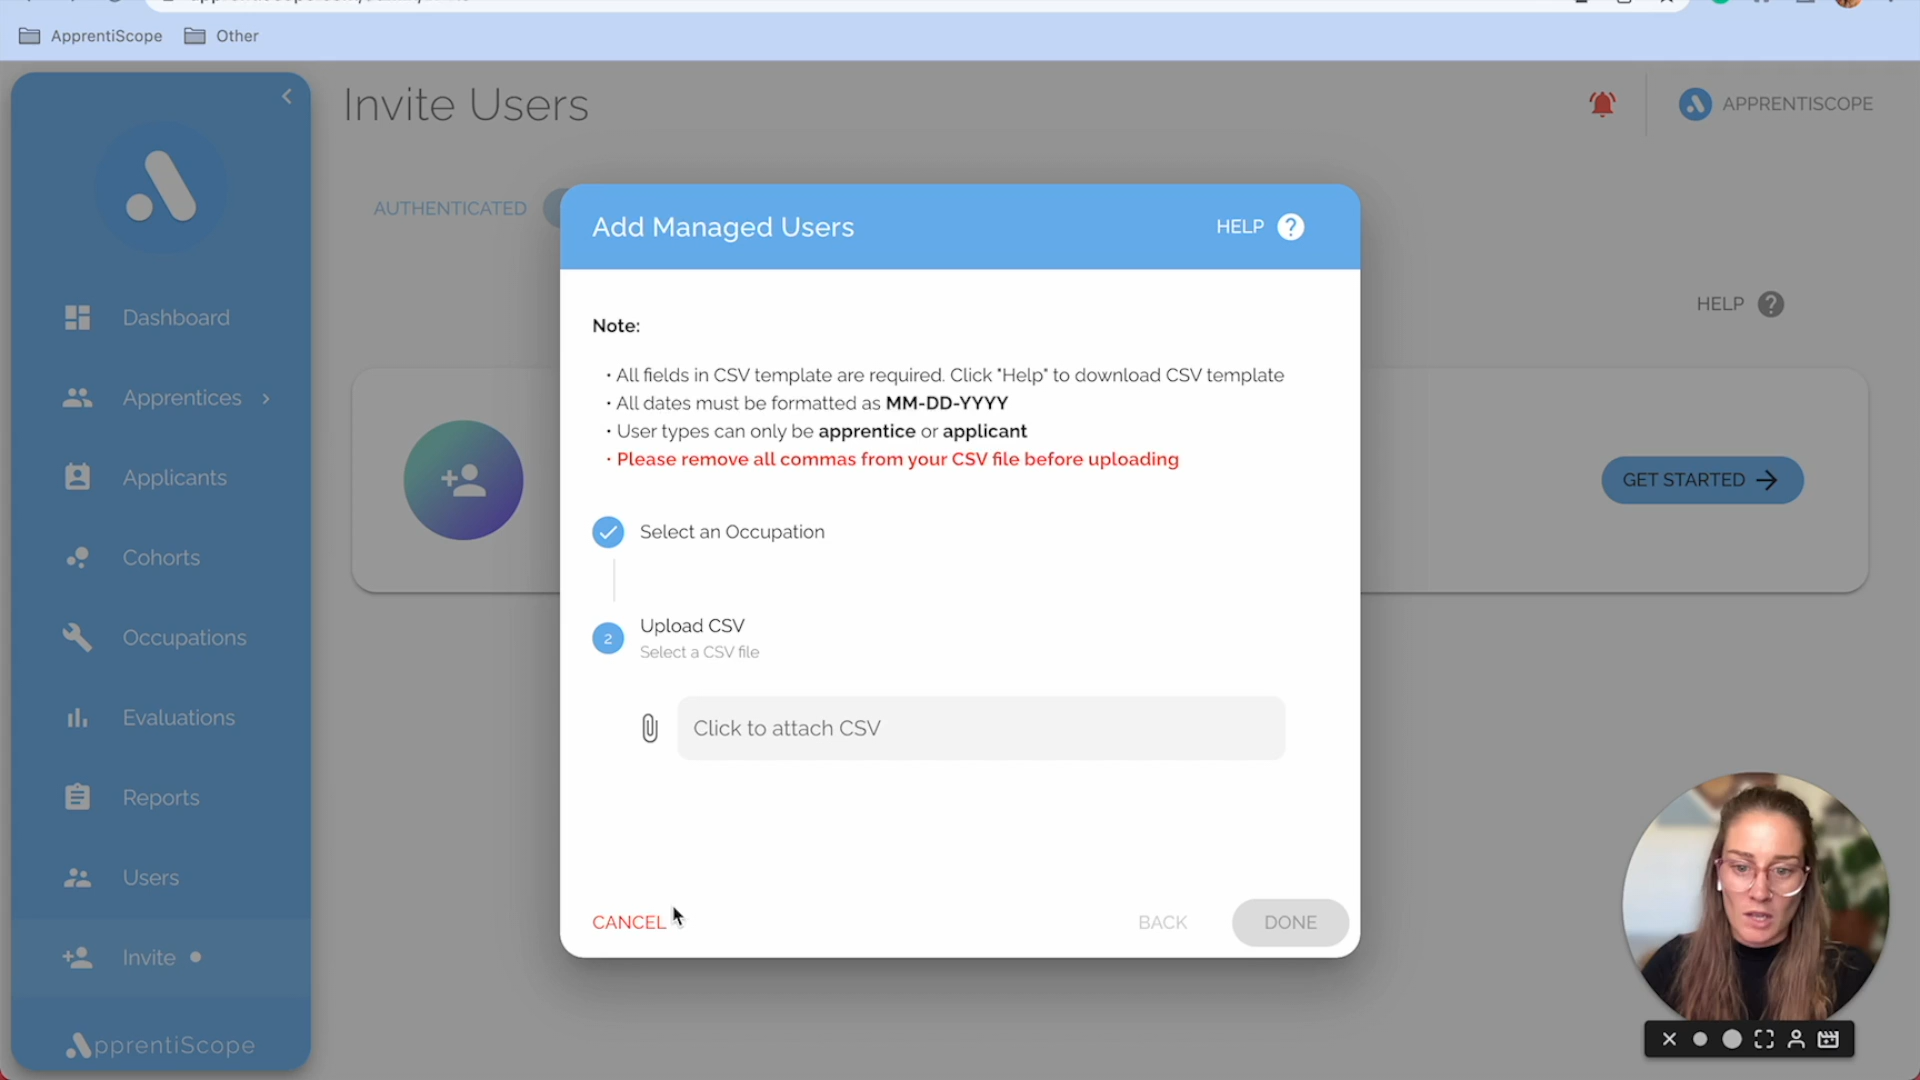 ApprentiScope
Other
Invite Users
APPRENTISCOPE
AUTHENTICATED
Add Managed Users
HELP
HELP
Note:
• All fields in CSV template are required. Click "Help" to download CSV template
• All dates must be formatted as MM-DD-YYYY
• User types can only be apprentice or applicant
• Please remove all commas from your CSV file before uploading
GET STARTED
Select an Occupation
2
Upload CSV
Select a CSV file
Click to attach CSV
CANCEL
BACK
DONE
Dashboard
Apprentices
Applicants
Cohorts
Occupations
Evaluations
Reports
Users
Invite
ApprentiScope